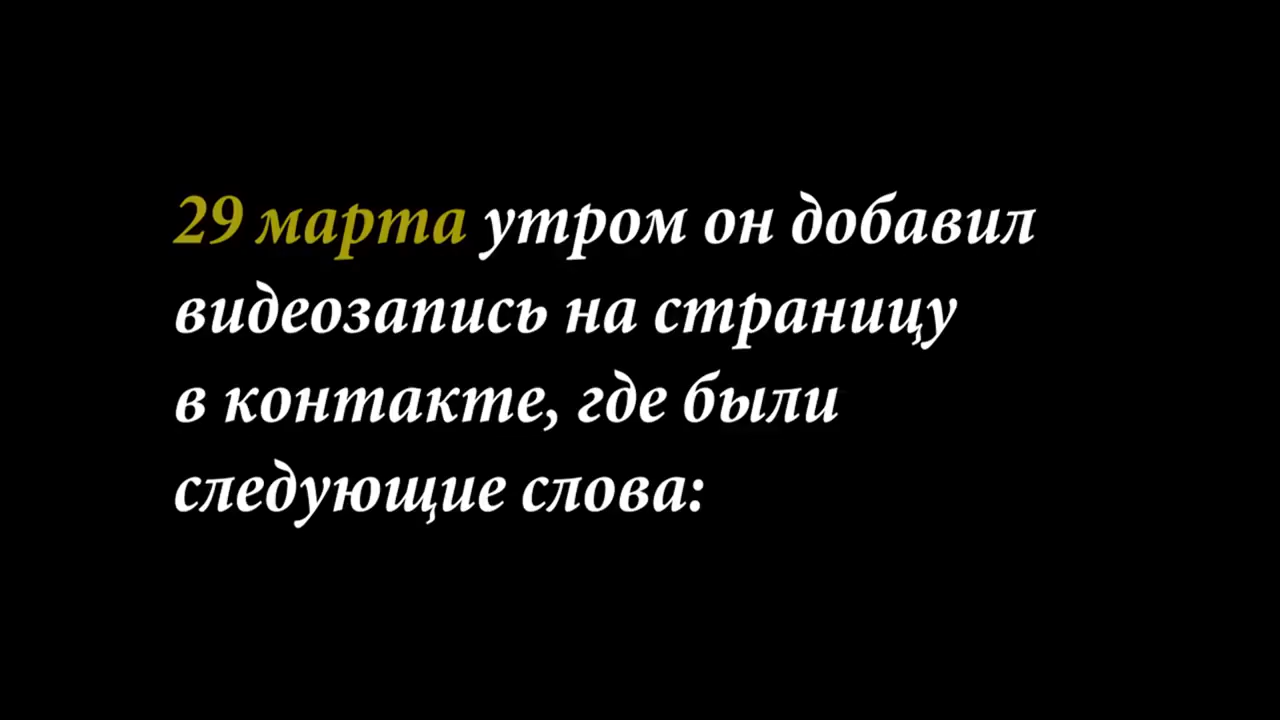 29 марта утром он добавил
видеозапись на страницу
в контакте, где были
следующие слова: